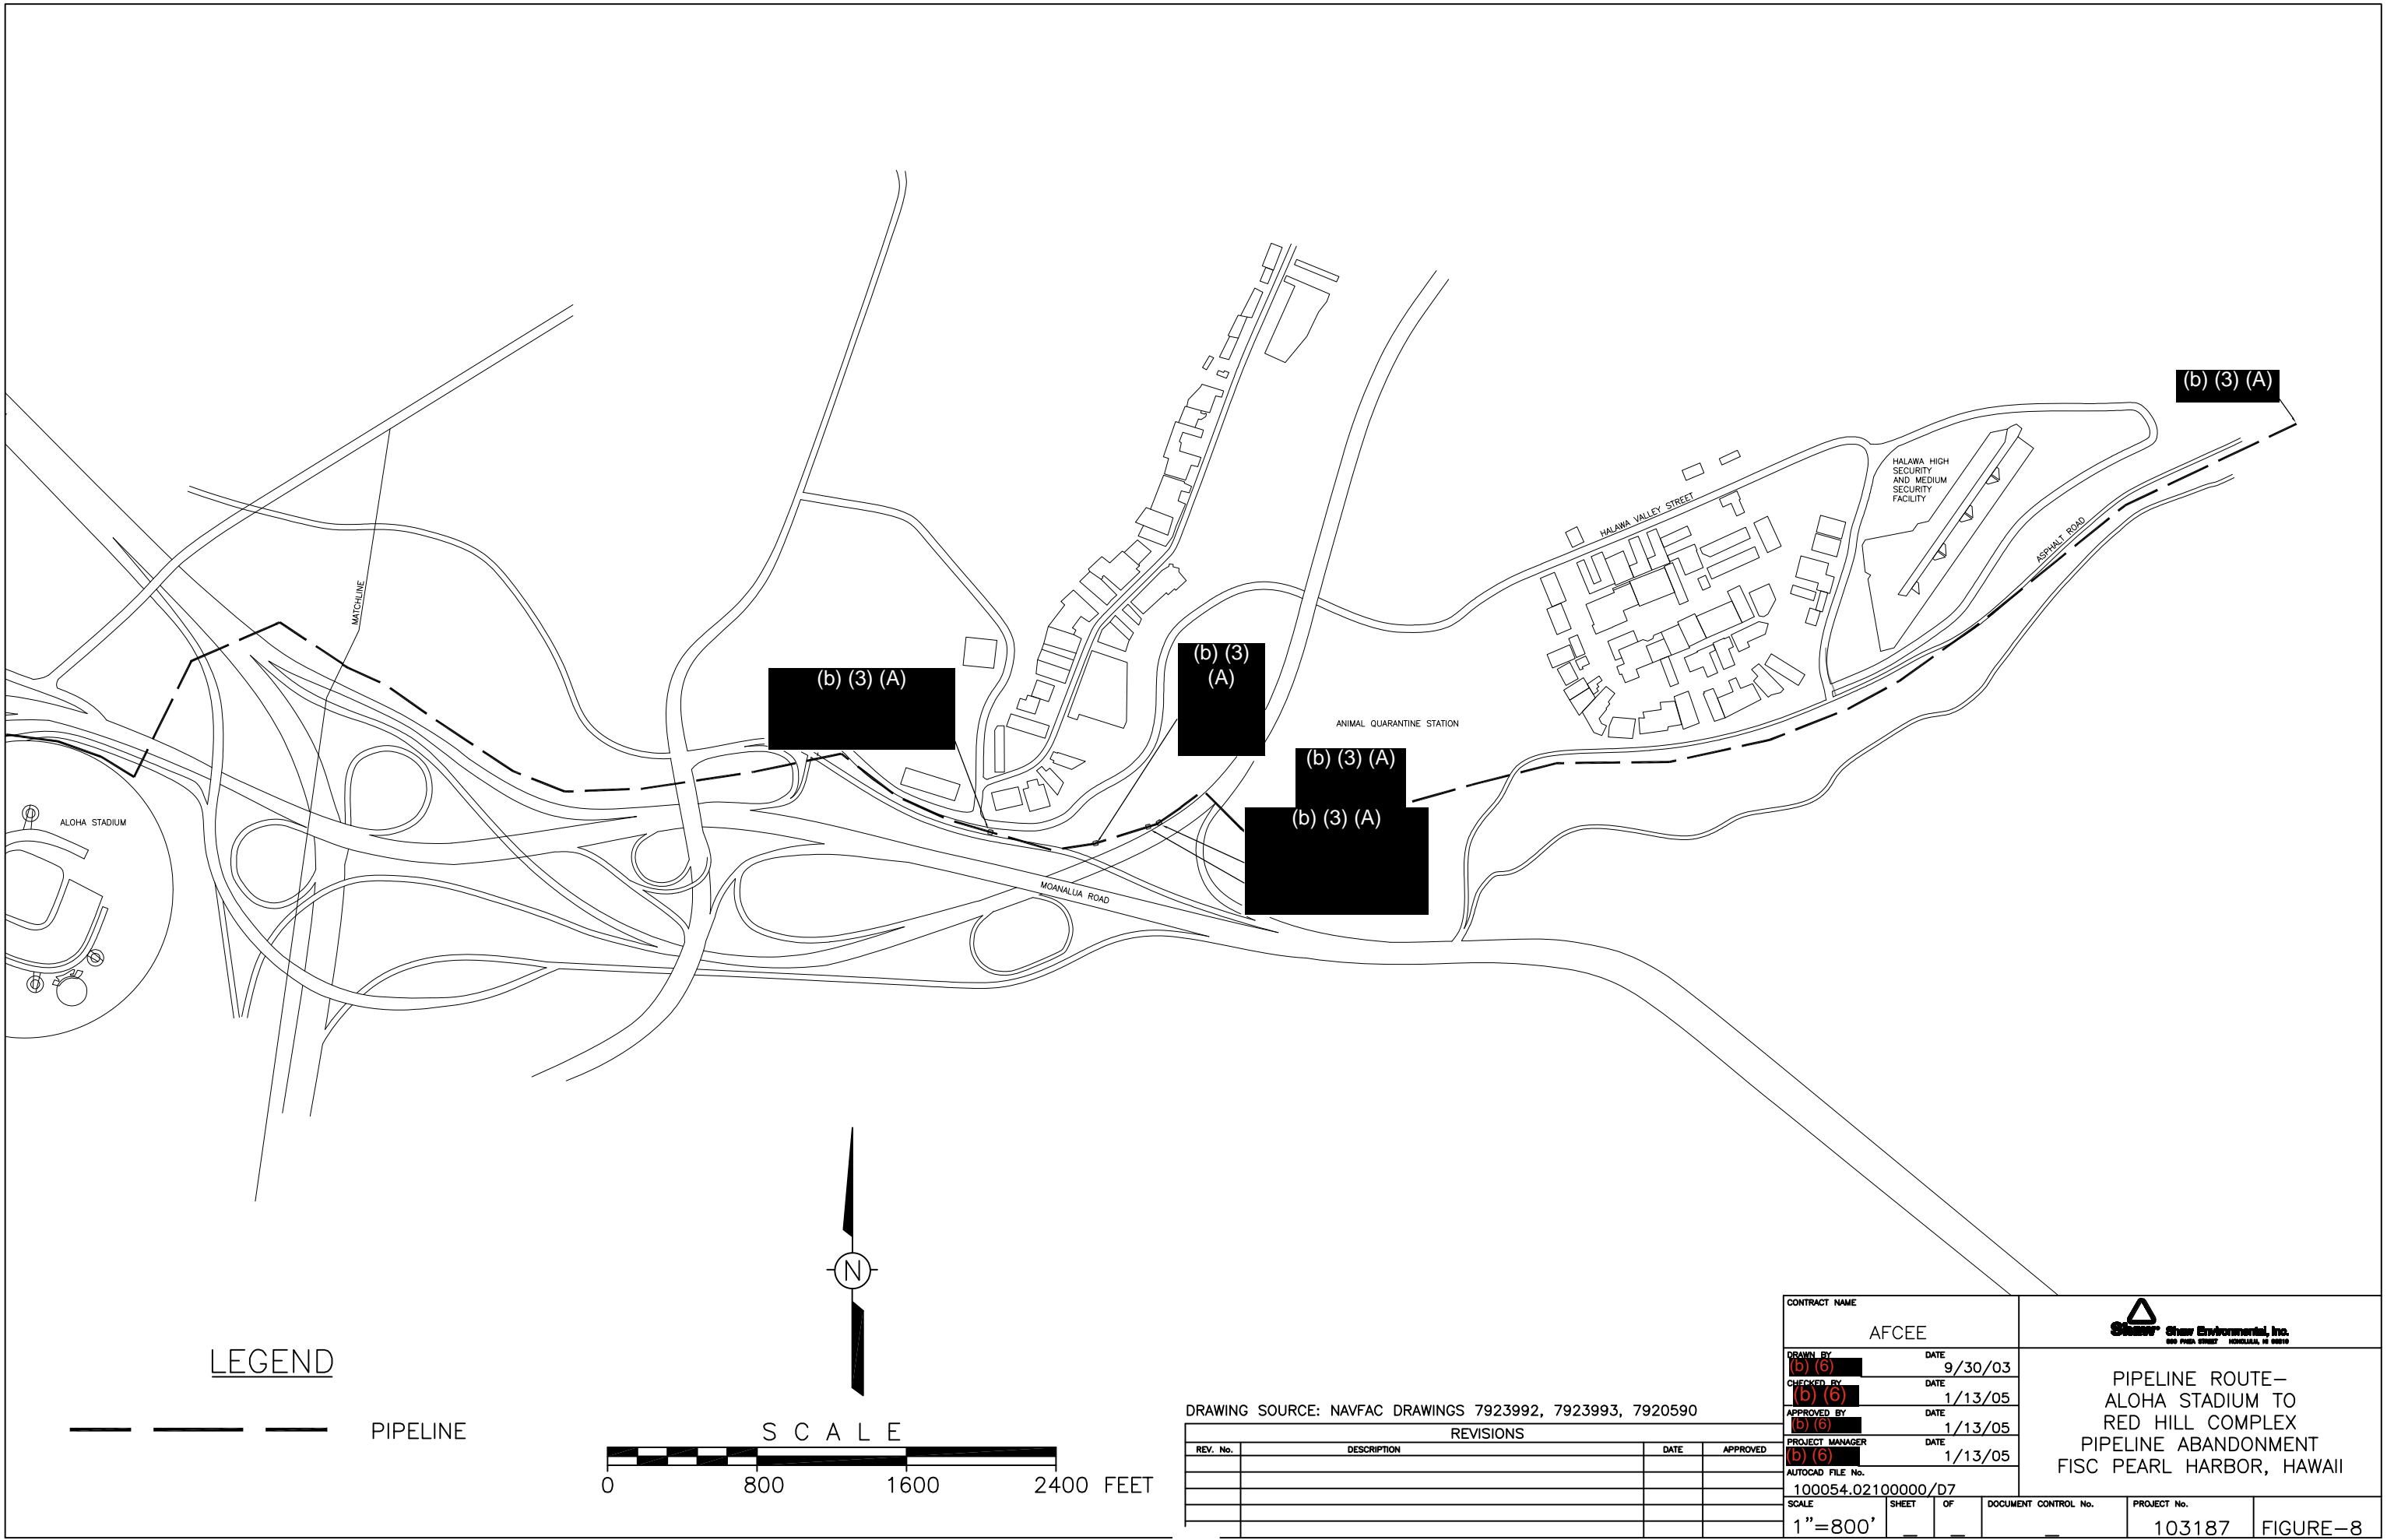 (b) (3) (A)
HALAWA HIGH
SECURITY
AND MEDIUM
SECURITY
FACILITY
HALAWA VALLEY STREET
ASPHALT ROAD
MATCHLINE
(b) (3)
(A)
(b) (3) (A)
ANIMAL QUARANTINE STATION
(b) (3) (A)
(b) (3) (A)
ALOHA STADIUM
MOANALUA ROAD
N
LEGEND
PIPELINE
S C A L E
0 800 1600 2400 FEET
DRAWING SOURCE: NAVFAC DRAWINGS 7923992, 7923993, 7920590
REVISIONS
REV. No. DESCRIPTION DATE APPROVED
CONTRACT NAME
AFCEE
DRAWN BY DATE
(b) (6) 9/30/03
CHECKED BY DATE
(b) (6) 1/13/05
APPROVED BY DATE
(b) (6) 1/13/05
PROJECT MANAGER DATE
(b) (6) 1/13/05
AUTOCAD FILE No.
100054.02100000/D7
Shaw Shaw Environmental, Inc.
PIPELINE ROUTE-
ALOHA STADIUM TO
RED HILL COMPLEX
PIPELINE ABANDONMENT
FISC PEARL HARBOR, HAWAII
SCALE SHEET OF DOCUMENT CONTROL No. PROJECT No.
1"=800' _ _ _ 103187 FIGURE-8